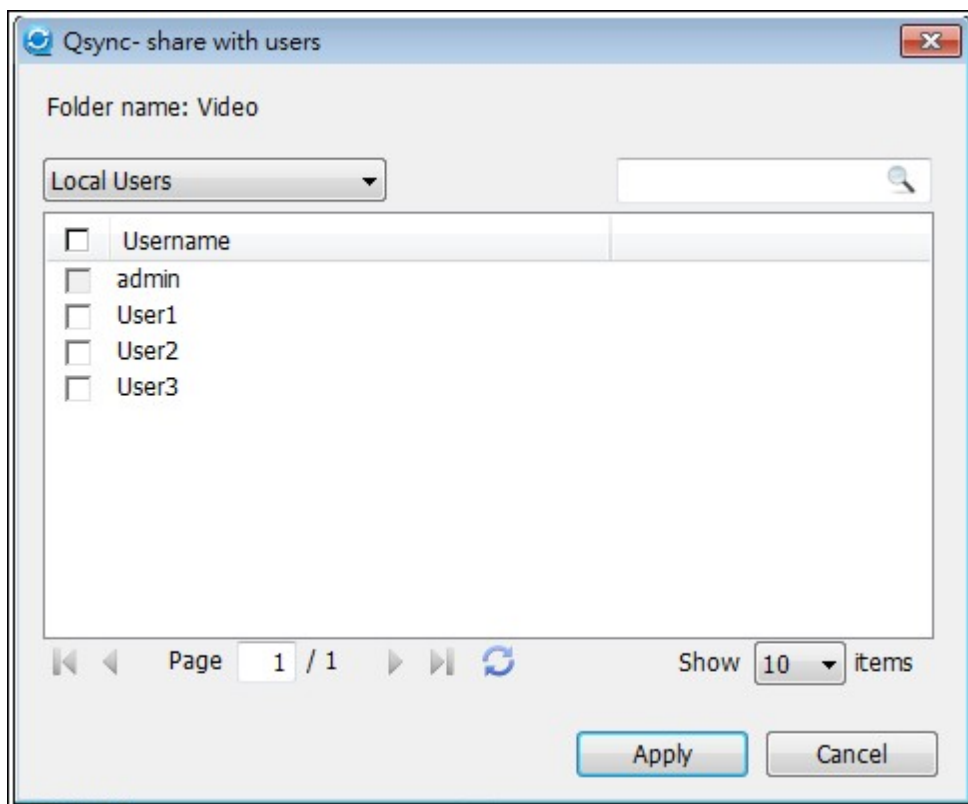 Qsync- share with users
Folder name: Video
Local Users
Username
admin
User1
User2
User3
Page 1 / 1 Show 10 items
Apply Cancel